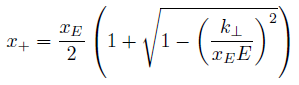 x_+ = \frac{x_E}{2} \left( 1 + \sqrt{1 - \left( \frac{k_\perp}{x_E E} \right)^2} \right)